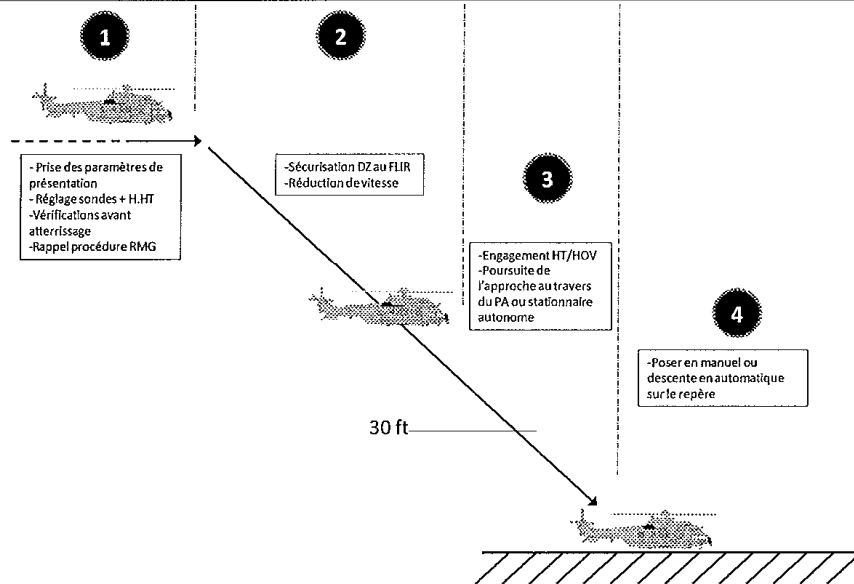 1
2
3
4
- Prise des paramètres de
présentation
- Réglage sondes + H.HT
-Vérifications avant
atterrissage
-Rappel procédure RMG
-Sécurisation DZ au FLIR
-Réduction de vitesse
-Engagement HT/HOV
-Poursuite de
l'approche au travers
du PA ou stationnaire
autonome
-Poser en manuel ou
descente en automatique
sur le repère
30 ft